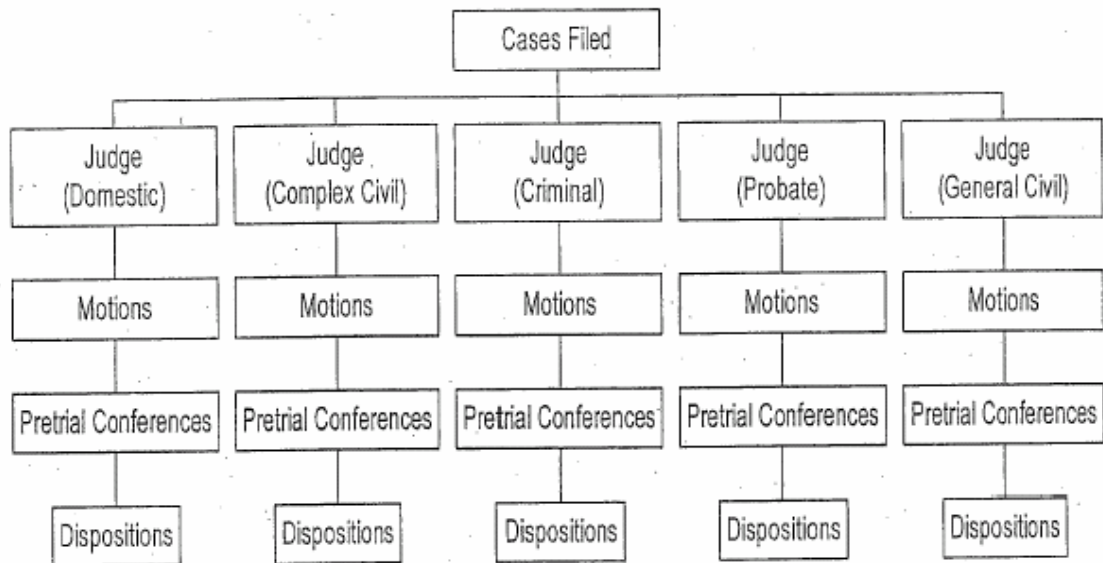 Cases Filed
Judge
(Domestic)
Judge
(Complex Civil)
Judge
(Criminal)
Judge
(Probate)
Judge
(General Civil)
Motions
Motions
Motions
Motions
Motions
Pretrial Conferences
Pretrial Conferences
Pretrial Conferences
Pretrial Conferences
Pretrial Conferences
Dispositions
Dispositions
Dispositions
Dispositions
Dispositions